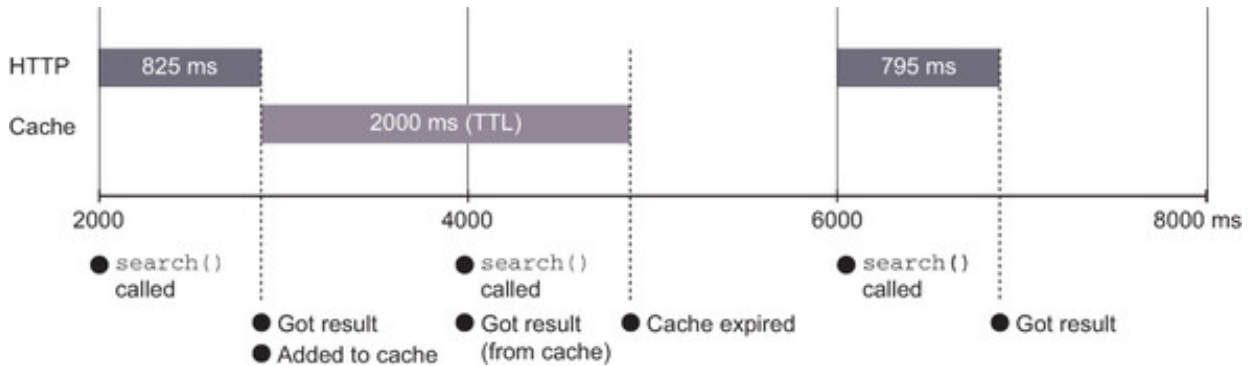 HTTP
825 ms
795 ms
Cache
2000 ms (TTL)
2000
4000
6000
8000 ms
search()
called
search()
called
search()
called
Got result
Added to cache
Got result
(from cache)
Cache expired
Got result